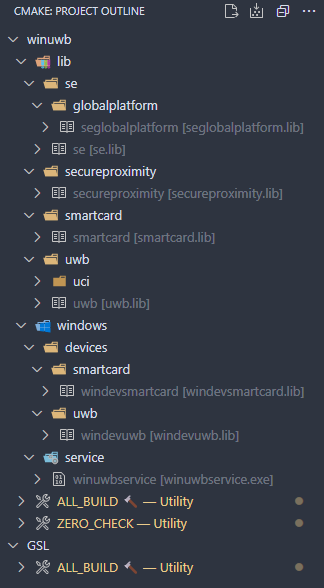 CMAKE: PROJECT OUTLINE
winuwb
lib
se
globalplatform
seglobalplatform [seglobalplatform.lib]
se [se.lib]
secureproximity
secureproximity [secureproximity.lib]
smartcard
smartcard [smartcard.lib]
uwb
uci
uwb [uwb.lib]
windows
devices
smartcard
windevsmartcard [windevsmartcard.lib]
uwb
windevuwb [windevuwb.lib]
service
winuwbservice [winuwbservice.exe]
ALL_BUILD 🔨 — Utility
ZERO_CHECK — Utility
GSL
ALL_BUILD 🔨 — Utility